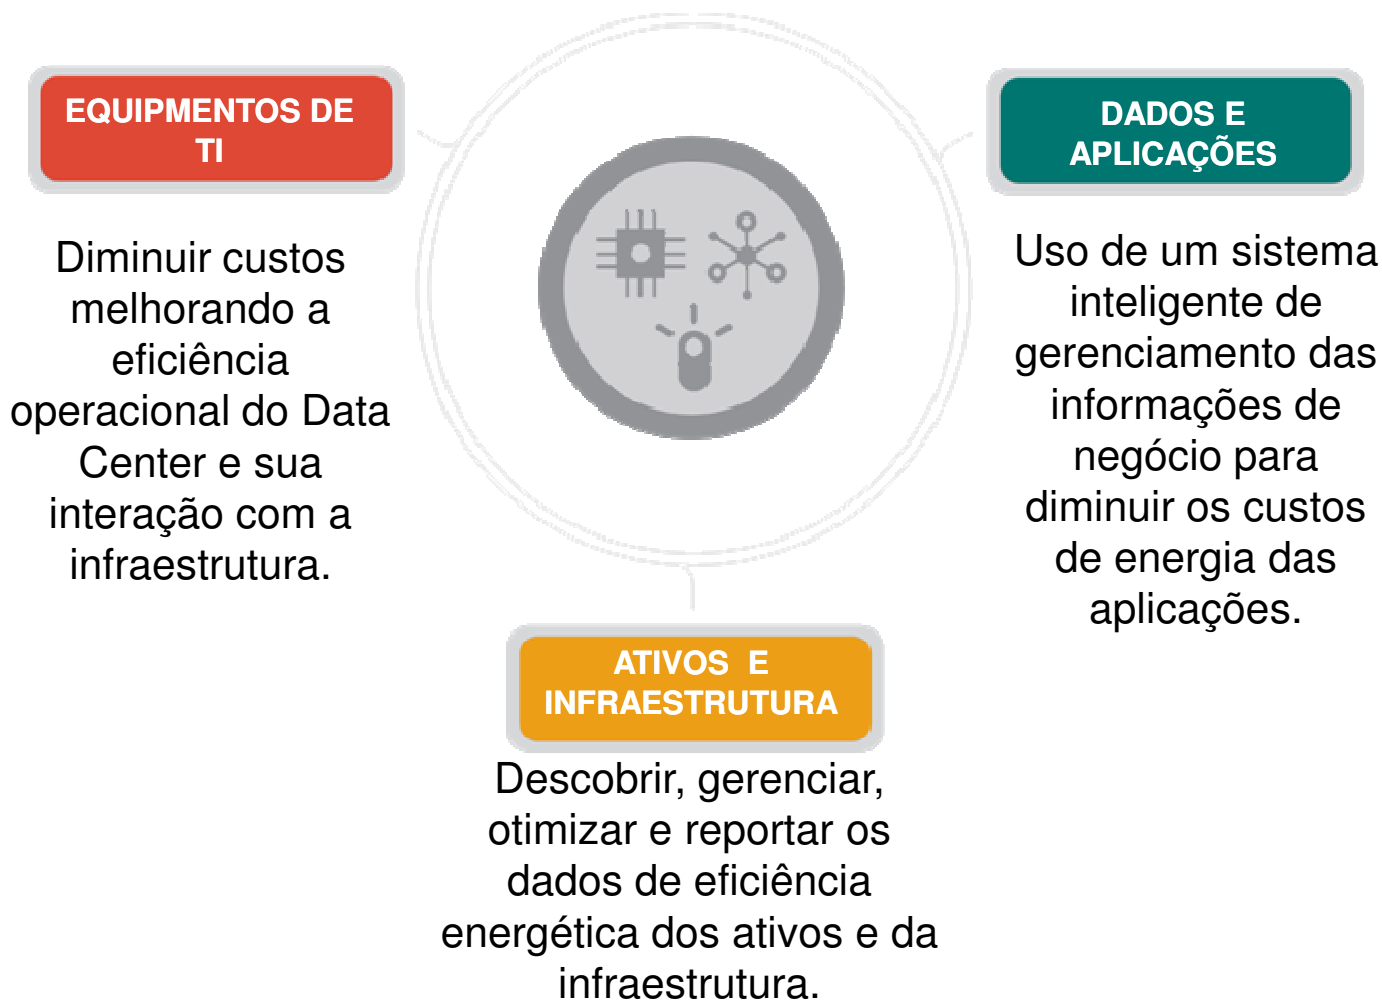 EQUIPMENTOS DE
TI
Diminuir custos
melhorando a
eficiência
operacional do Data
Center e sua
interação com a
infraestrutura.
DADOS E
APLICAÇÕES
Uso de um sistema
inteligente de
gerenciamento das
informações de
negócio para
diminuir os custos
de energia das
aplicações.
ATIVOS E
INFRAESTRUTURA
Descobrir, gerenciar,
otimizar e reportar os
dados de eficiência
energética dos ativos e da
infraestrutura.